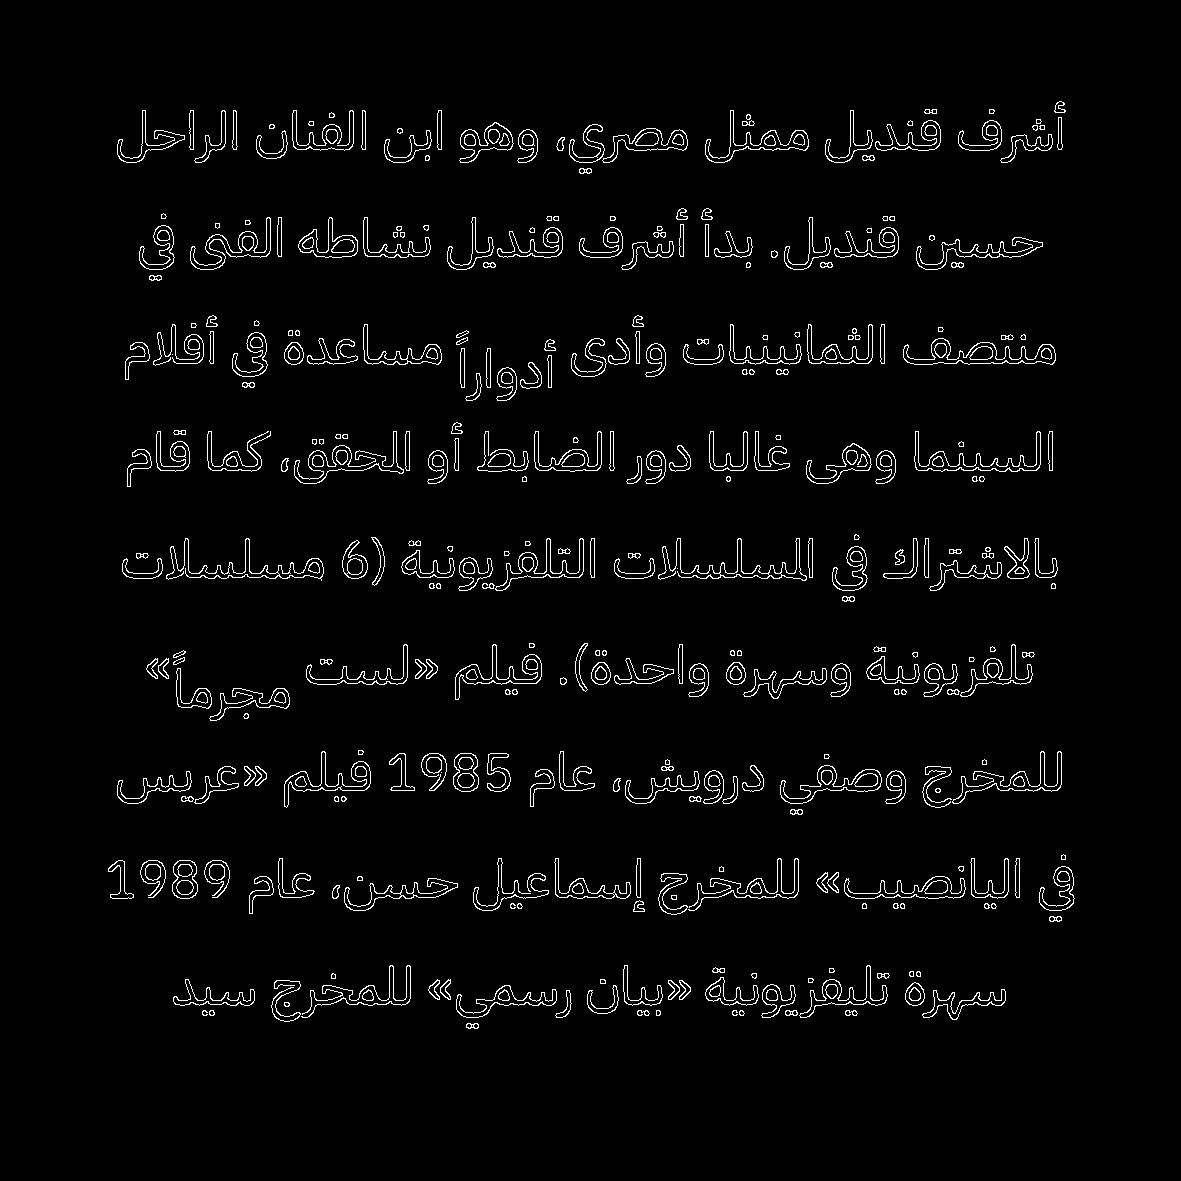 أشرف قنديل ممثل مصري، وهو ابن الفنان الراحل
حسين قنديل. بدأ أشرف قنديل نشاطه الفنى في
منتصف الثمانينيات وأدى أدواراً مساعدة في أفلام
السينما وهى غالبا دور الضابط أو المحقق، كما قام
بالاشتراك في المسلسلات التلفزيونية (6 مسلسلات
تلفزيونية وسهرة واحدة). فيلم «لست مجرماً»
للمخرج وصفي درويش، عام 1985 فيلم «عريس
في اليانصيب» للمخرج إسماعيل حسن، عام 1989
سهرة تليفزيونية «بيان رسمي» للمخرج سيد